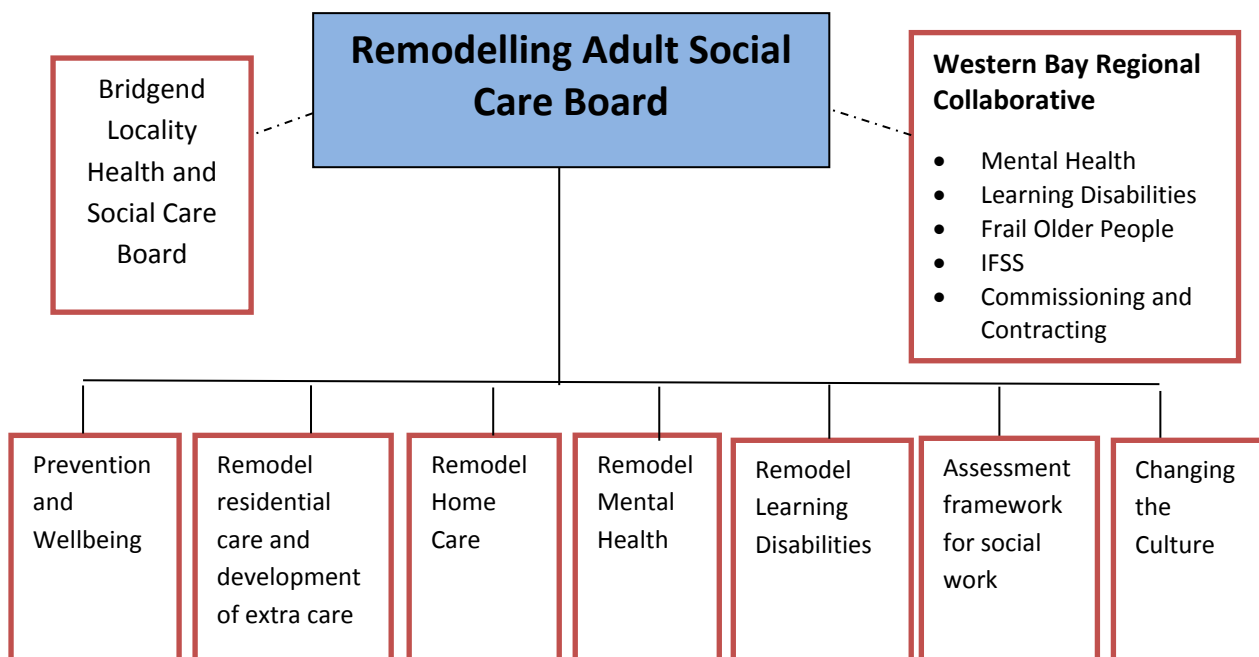 Remodelling Adult Social
Care Board
Bridgend
Locality
Health and
Social Care
Board
Western Bay Regional
Collaborative
• Mental Health
• Learning Disabilities
• Frail Older People
• IFSS
• Commissioning and
Contracting
Prevention
and
Wellbeing
Remodel
residential
care and
development
of extra care
Remodel
Home
Care
Remodel
Mental
Health
Remodel
Learning
Disabilities
Assessment
framework
for social
work
Changing
the
Culture